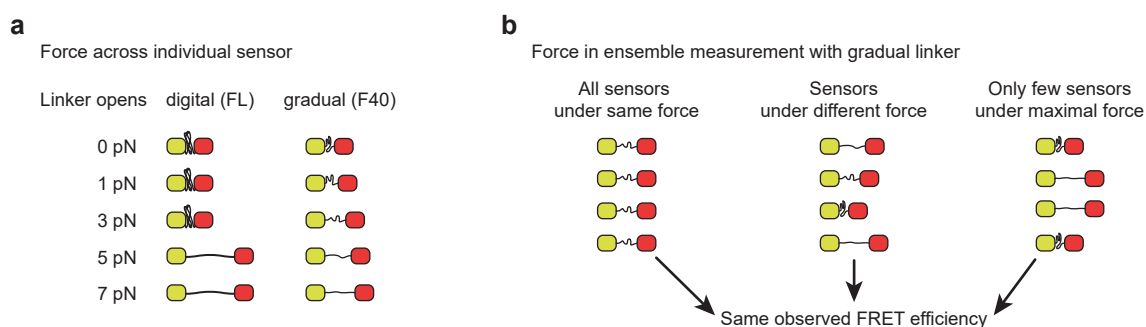 a
Force across individual sensor
Linker opens digital (FL) gradual (F40)
0 pN
1 pN
3 pN
5 pN
7 pN
b
Force in ensemble measurement with gradual linker
All sensors
under same force
Sensors
under different force
Only few sensors
under maximal force
Same observed FRET efficiency